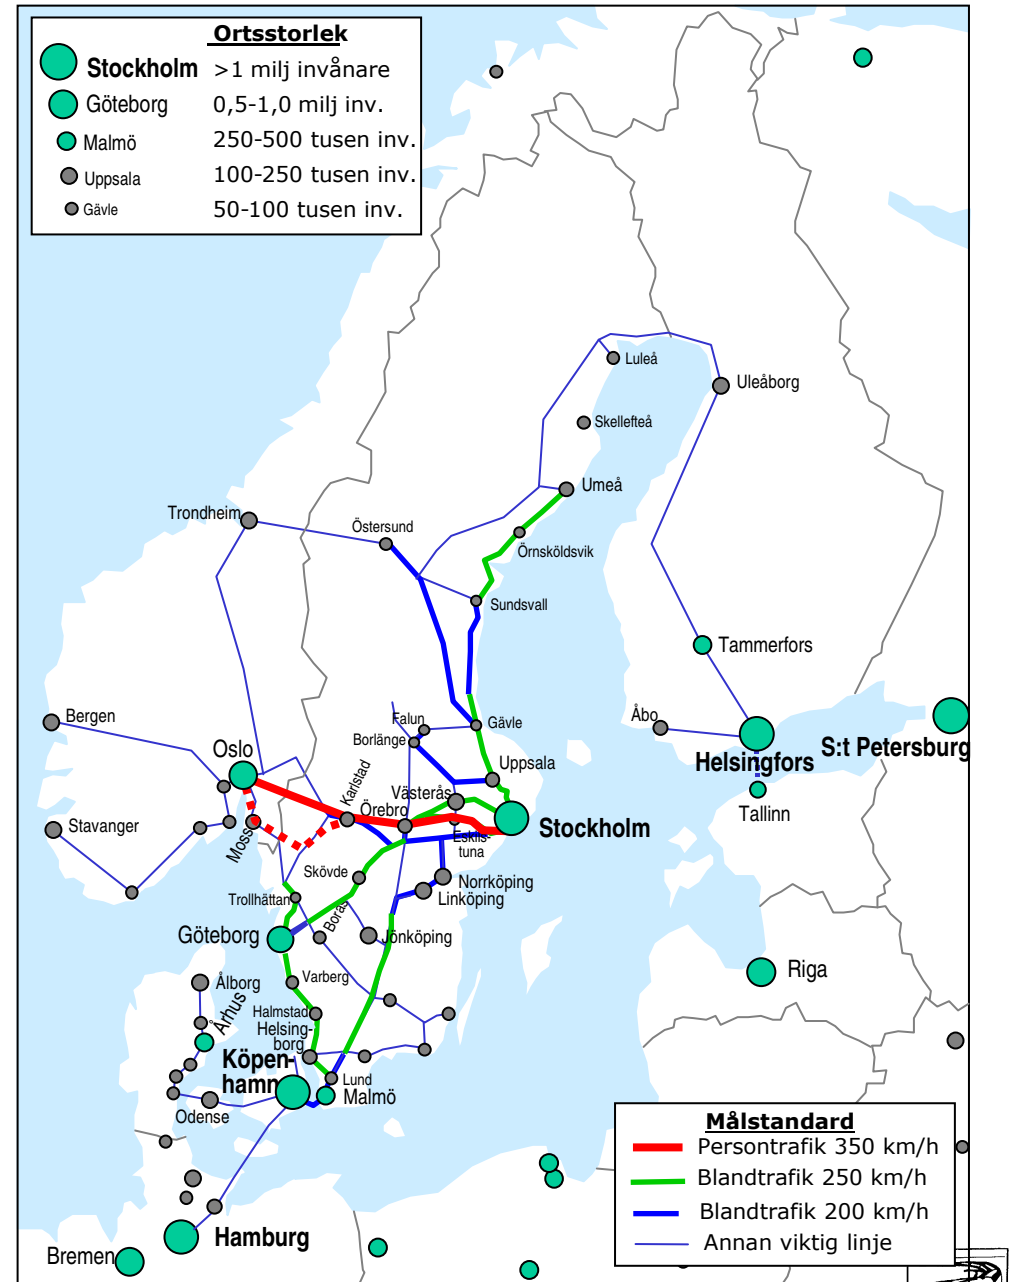 Ortsstorlek
Stockholm >1 milj invånare
Göteborg 0,5-1,0 milj inv.
Malmö 250-500 tusen inv.
Uppsala 100-250 tusen inv.
Gävle 50-100 tusen inv.
Luleå
Uleåborg
Skellefteå
Umeå
Trondheim
Östersund
Örnsköldsvik
Sundsvall
Tammerfors
Bergen
Falun
Gävle
Åbo
Borlänge
Oslo
S:t Petersburg
Helsingfors
Uppsala
Karlstad
Västerås
Tallinn
Örebro
Stockholm
Stavanger
Moss
Eskils-
tuna
Skövde
Norrköping
Linköping
Trollhättan
Borås
Göteborg
Jönköping
Riga
Varberg
Ålborg
Århus
Halmstad
Helsing-
borg
Köpen-
hamn
Lund
Malmö
Odense
Målstandard
Persontrafik 350 km/h
Blandtrafik 250 km/h
Blandtrafik 200 km/h
Annan viktig linje
Hamburg
Bremen